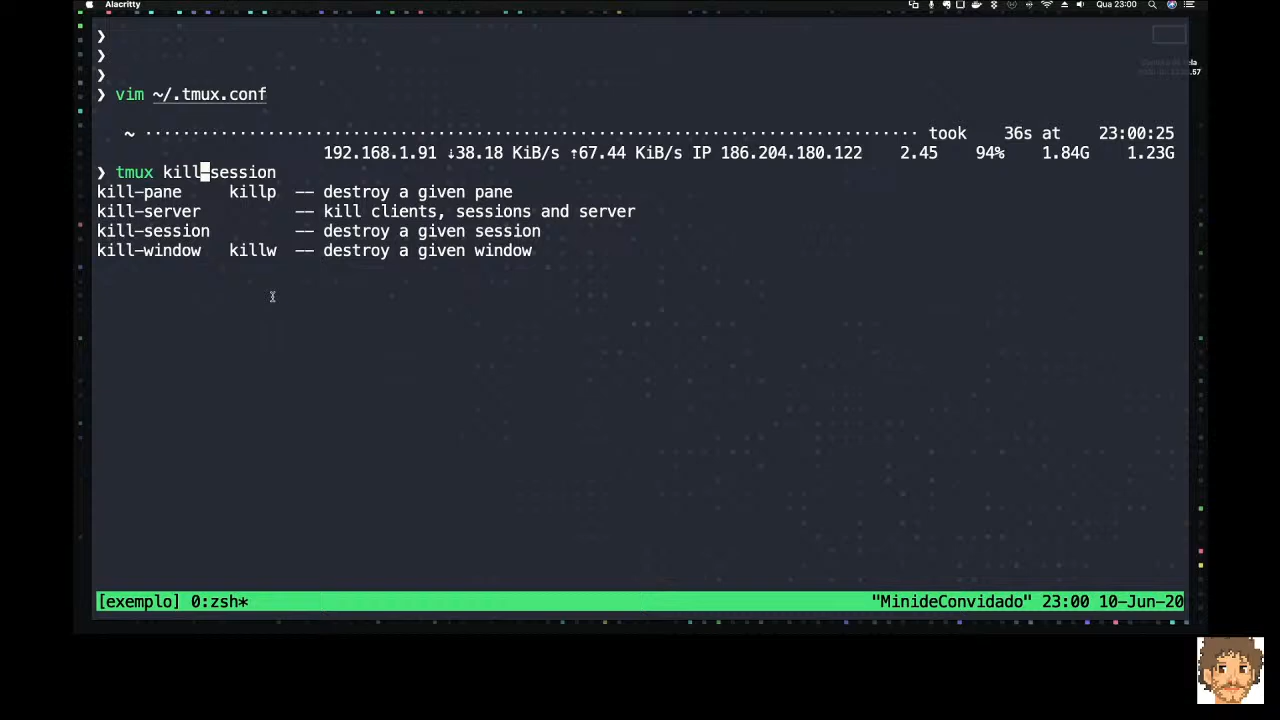 Alacritty
Qua 23:00
❯
❯
❯
❯ vim ~/.tmux.conf
~ ·················································································· took 36s at 23:00:25
192.168.1.91 ↓38.18 KiB/s ↑67.44 KiB/s IP 186.204.180.122 2.45 94% 1.84G 1.23G
❯ tmux kill-session
kill-pane killp -- destroy a given pane
kill-server -- kill clients, sessions and server
kill-session -- destroy a given session
kill-window killw -- destroy a given window
[exemplo] 0:zsh* "MinideConvidado" 23:00 10-Jun-20